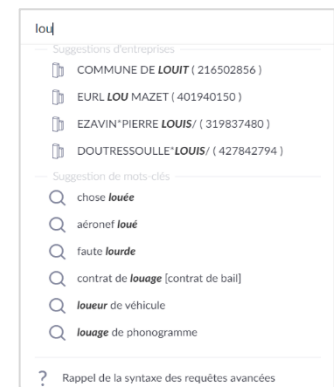 lou
Suggestions d'entreprises
COMMUNE DE LOUIT ( 216502856 )
EURL LOU MAZET ( 401940150 )
EZAVIN*PIERRE LOUIS/ ( 319837480 )
DOUTRESSOULLE*LOUIS/ ( 427842794 )
Suggestion de mots-clés
chose louée
aéronef loué
faute lourde
contrat de louage [contrat de bail]
loueur de véhicule
louage de phonogramme
? Rappel de la syntaxe des requêtes avancées